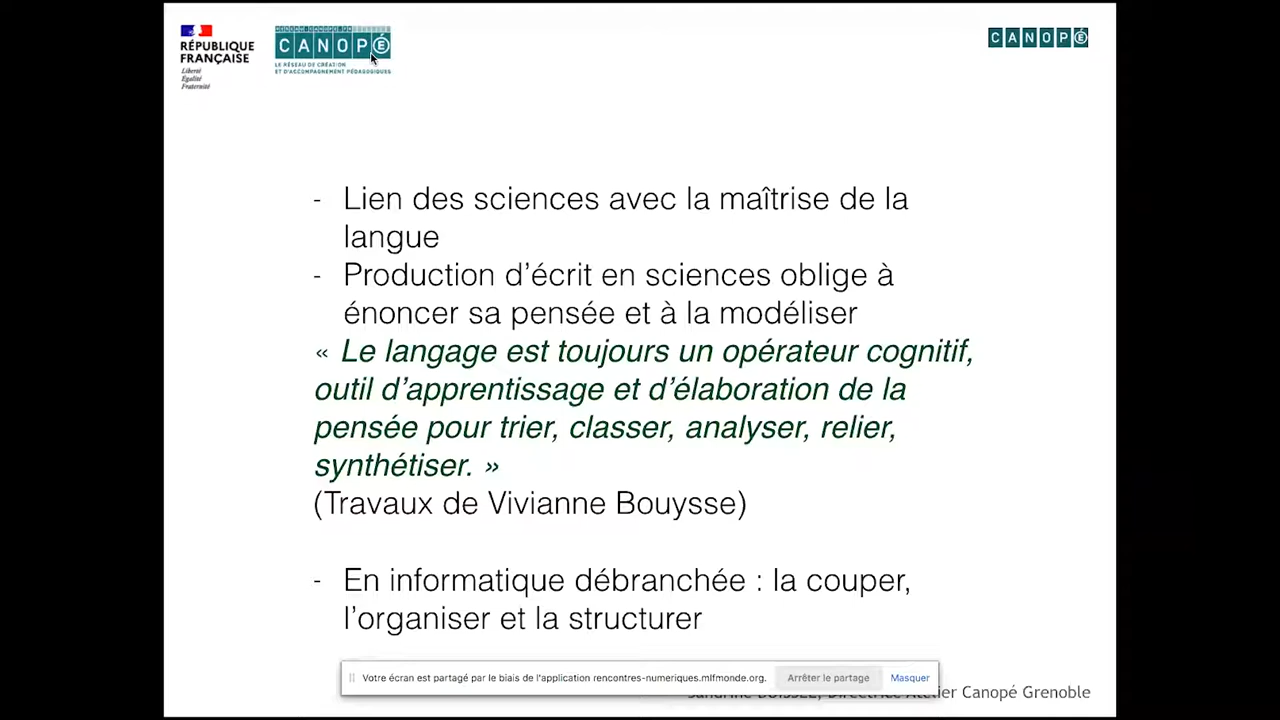 RÉPUBLIQUE
FRANÇAISE
Liberté
Égalité
Fraternité
CANOPÉ
LE RÉSEAU DE CRÉATION
ET D'ACCOMPAGNEMENT PÉDAGOGIQUES
CANOPÉ
- Lien des sciences avec la maîtrise de la
langue
- Production d'écrit en sciences oblige à
énoncer sa pensée et à la modéliser
« Le langage est toujours un opérateur cognitif,
outil d'apprentissage et d'élaboration de la
pensée pour trier, classer, analyser, relier,
synthétiser. »
(Travaux de Vivianne Bouysse)
- En informatique débranchée : la couper,
l'organiser et la structurer
Votre écran est partagé par le biais de l'application rencontres-numeriques.mlfmonde.org. Arrêter le partage Masquer
Canopé Grenoble